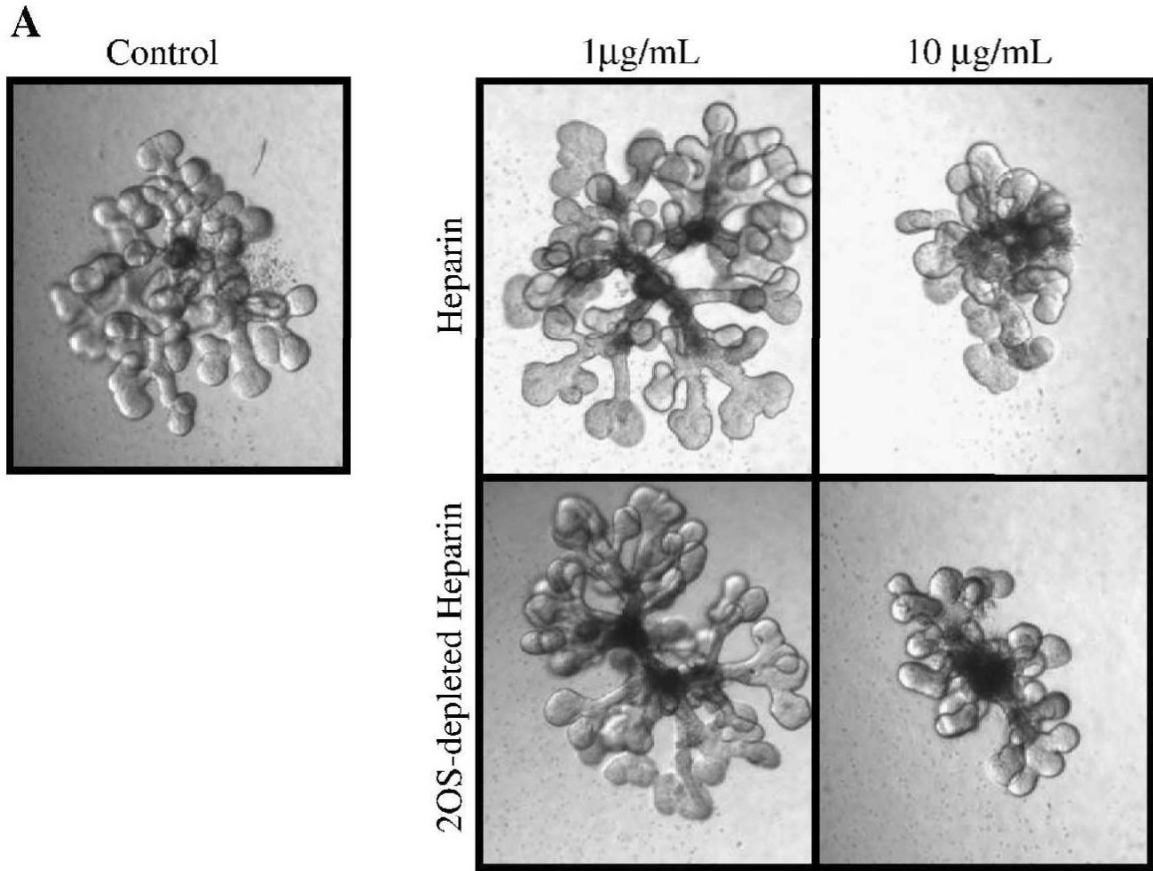 A
Control
1μg/mL
10 μg/mL
Heparin
2OS-depleted Heparin